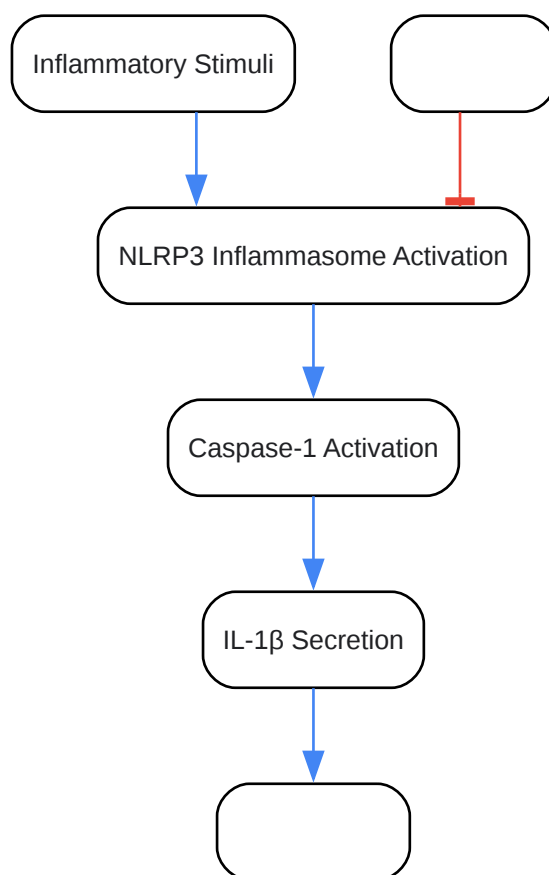 Inflammatory Stimuli
NLRP3 Inflammasome Activation
Caspase-1 Activation
IL-1β Secretion